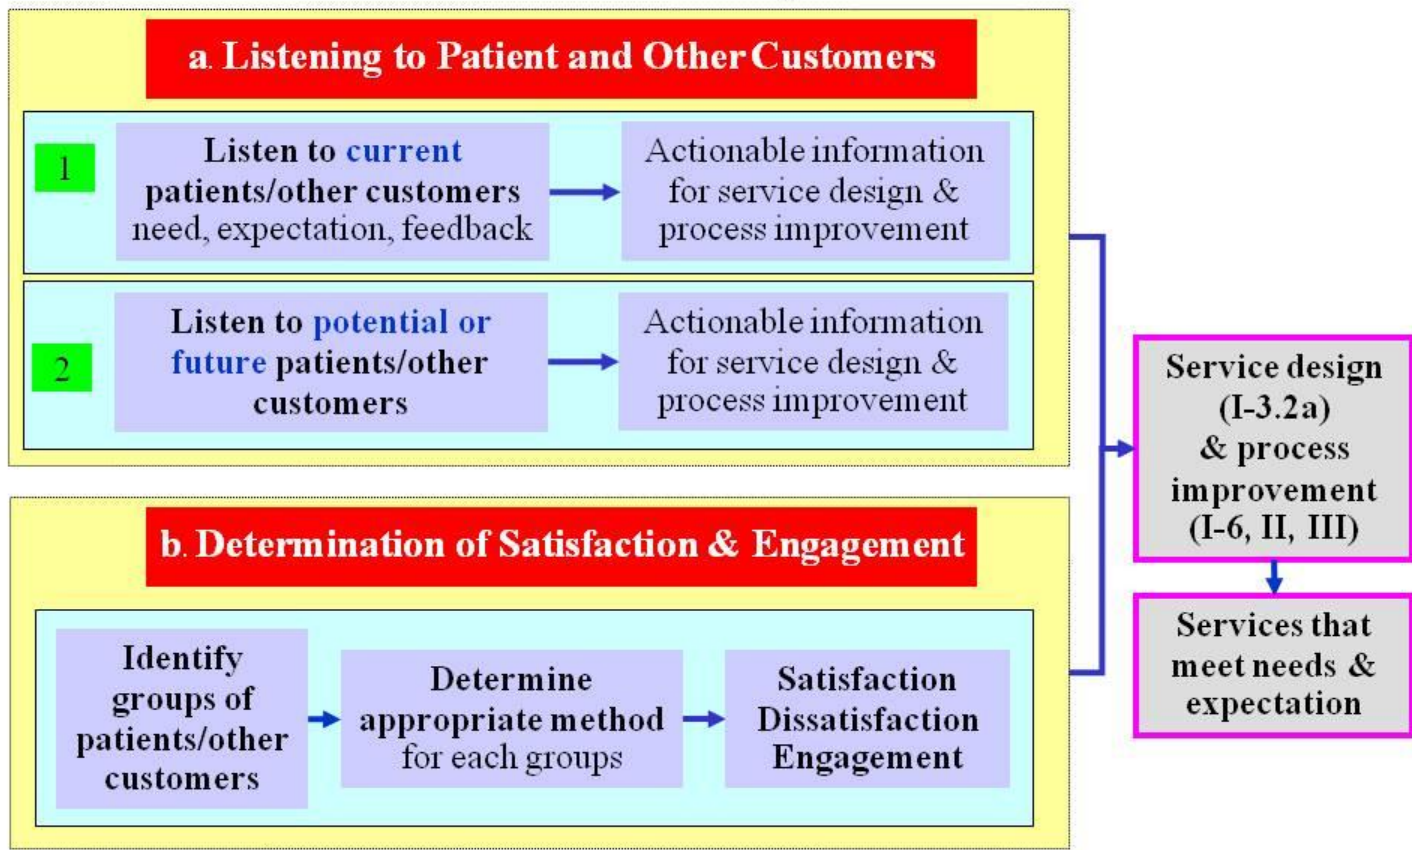 a. Listening to Patient and Other Customers
1
Listen to current
patients/other customers
need, expectation, feedback
Actionable information
for service design &
process improvement
2
Listen to potential or
future patients/other
customers
Actionable information
for service design &
process improvement
b. Determination of Satisfaction & Engagement
Identify
groups of
patients/other
customers
Determine
appropriate method
for each groups
Satisfaction
Dissatisfaction
Engagement
Service design
(I-3.2a)
& process
improvement
(I-6, II, III)
Services that
meet needs &
expectation